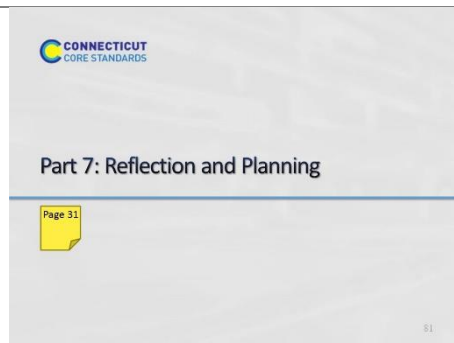 CONNECTICUT
CORE STANDARDS
Part 7: Reflection and Planning
Page 31
81